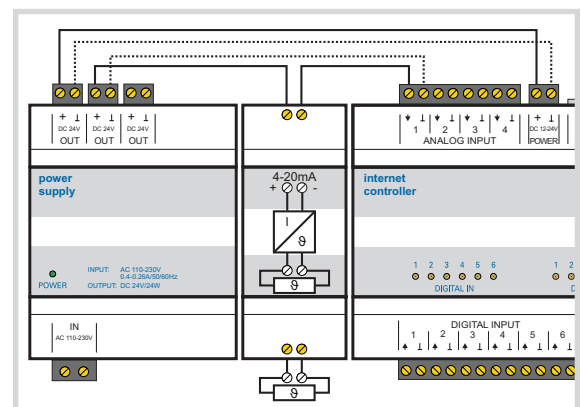 + ⊥ + ⊥ + ⊥
DC 24V DC 24V DC 24V
OUT OUT OUT
1 2 3 4
ANALOG INPUT
+ ⊥
DC 12-24V
POWER
power
supply
4-20mA
+ -
I
ϑ
ϑ
internet
controller
POWER
INPUT: AC 110-230V
0.4-0.26A/50/60Hz
OUTPUT: DC 24V/24W
1 2 3 4 5 6
DIGITAL IN
1 2
D
IN
AC 110-230V
DIGITAL INPUT
1 2 3 4 5 6
ϑ